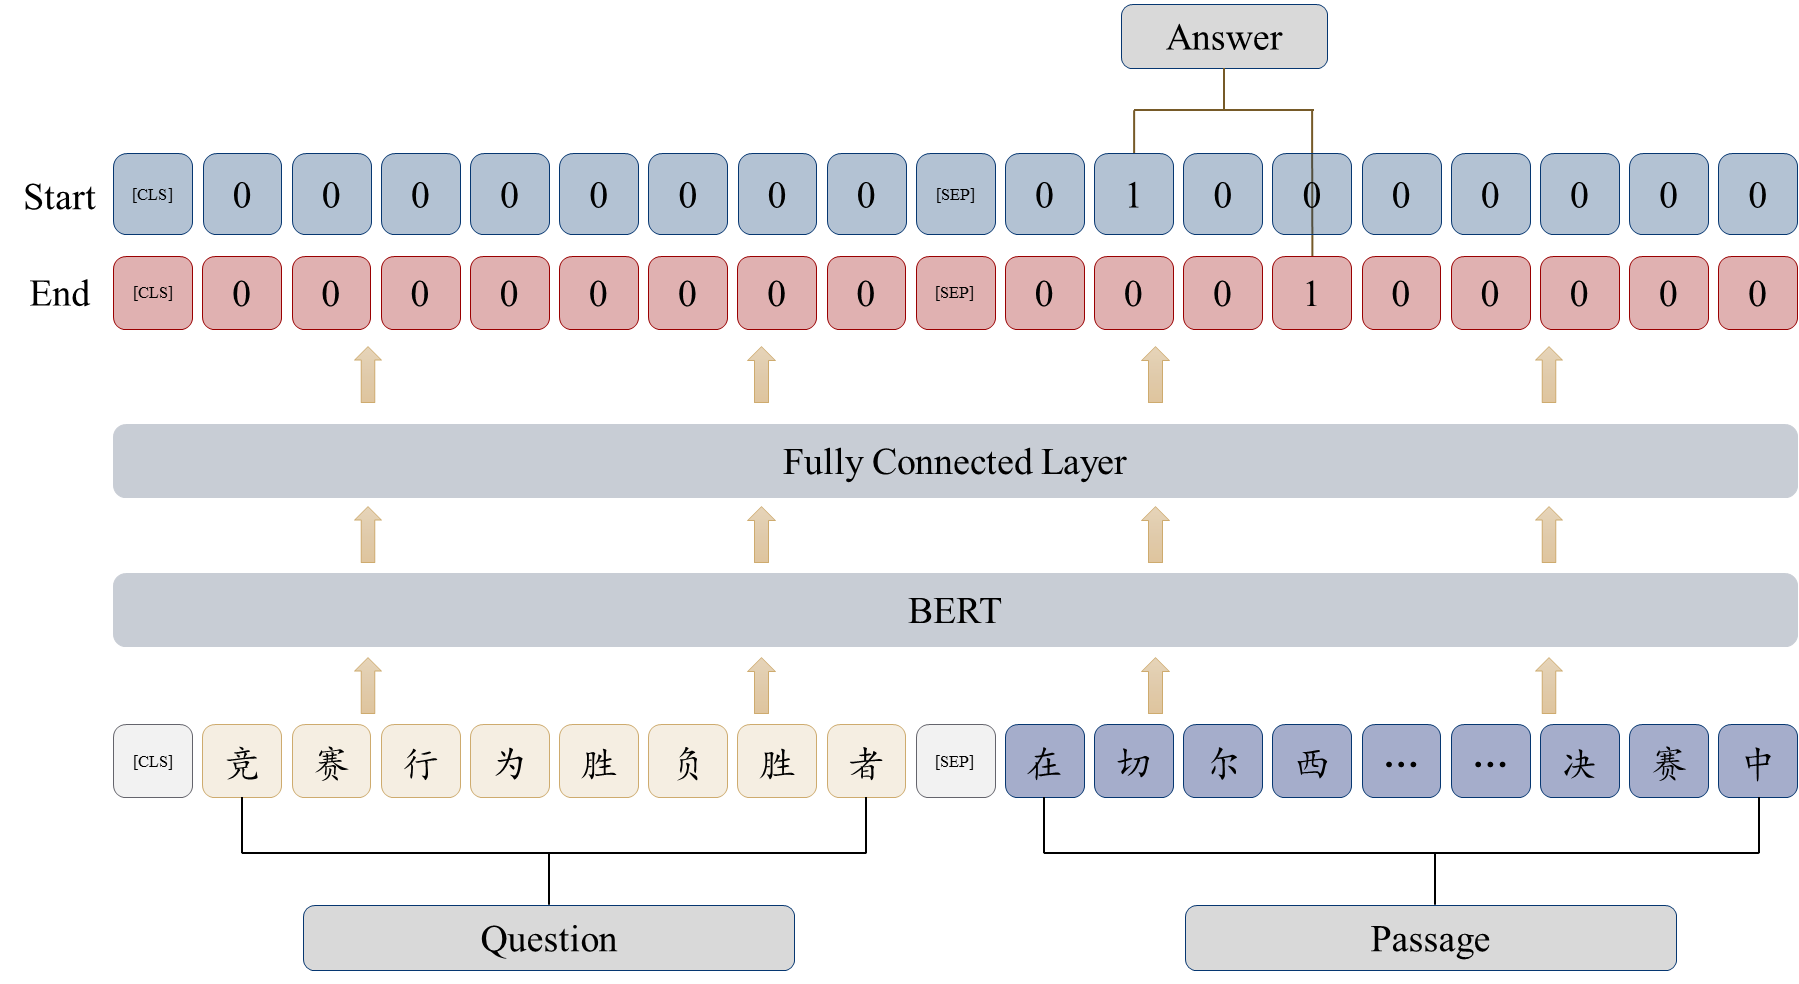 Answer
Start [CLS] 0 0 0 0 0 0 0 0 [SEP] 0 1 0 0 0 0 0 0 0
End [CLS] 0 0 0 0 0 0 0 0 [SEP] 0 0 0 1 0 0 0 0 0
Fully Connected Layer
BERT
[CLS] 竞 赛 行 为 胜 负 胜 者 [SEP] 在 切 尔 西 … … 决 赛 中
Question Passage